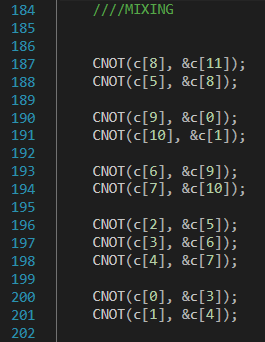 184 ////MIXING
185
186
187 CNOT(c[8], &c[11]);
188 CNOT(c[5], &c[8]);
189
190 CNOT(c[9], &c[0]);
191 CNOT(c[10], &c[1]);
192
193 CNOT(c[6], &c[9]);
194 CNOT(c[7], &c[10]);
195
196 CNOT(c[2], &c[5]);
197 CNOT(c[3], &c[6]);
198 CNOT(c[4], &c[7]);
199
200 CNOT(c[0], &c[3]);
201 CNOT(c[1], &c[4]);
202